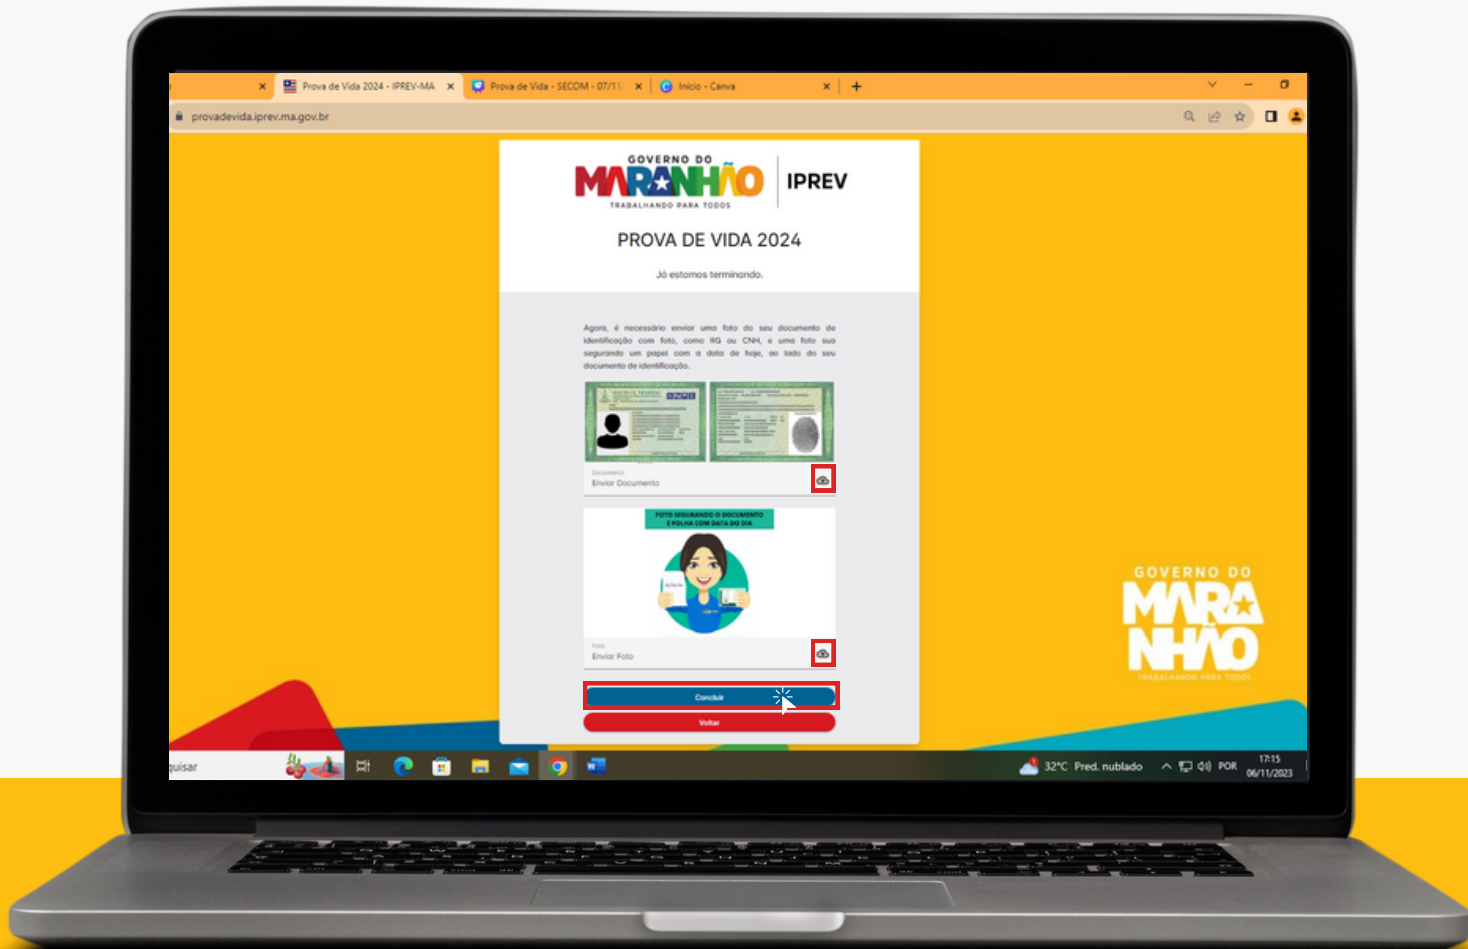 Prova de Vida 2024 - IPREV-MA
Prova de Vida - SECOM - 07/11
Início - Canva
provadevida.iprev.ma.gov.br
GOVERNO DO
MARANHÃO
TRABALHANDO PARA TODOS
IPREV
PROVA DE VIDA 2024
Já estamos terminando.
Agora, é necessário enviar uma foto do seu documento de
identificação com foto, como RG ou CNH, e uma foto sua
segurando um papel com a data de hoje, ao lado do seu
documento de identificação.
Documento
Enviar Documento
FOTO SEGURANDO O DOCUMENTO
E FOLHA COM DATA DO DIA
Foto
Enviar Foto
Concluir
Voltar
GOVERNO DO
MARA
NHÃO
TRABALHANDO PARA TODOS
quisar
32°C Pred. nublado
POR
17:15
06/11/2023